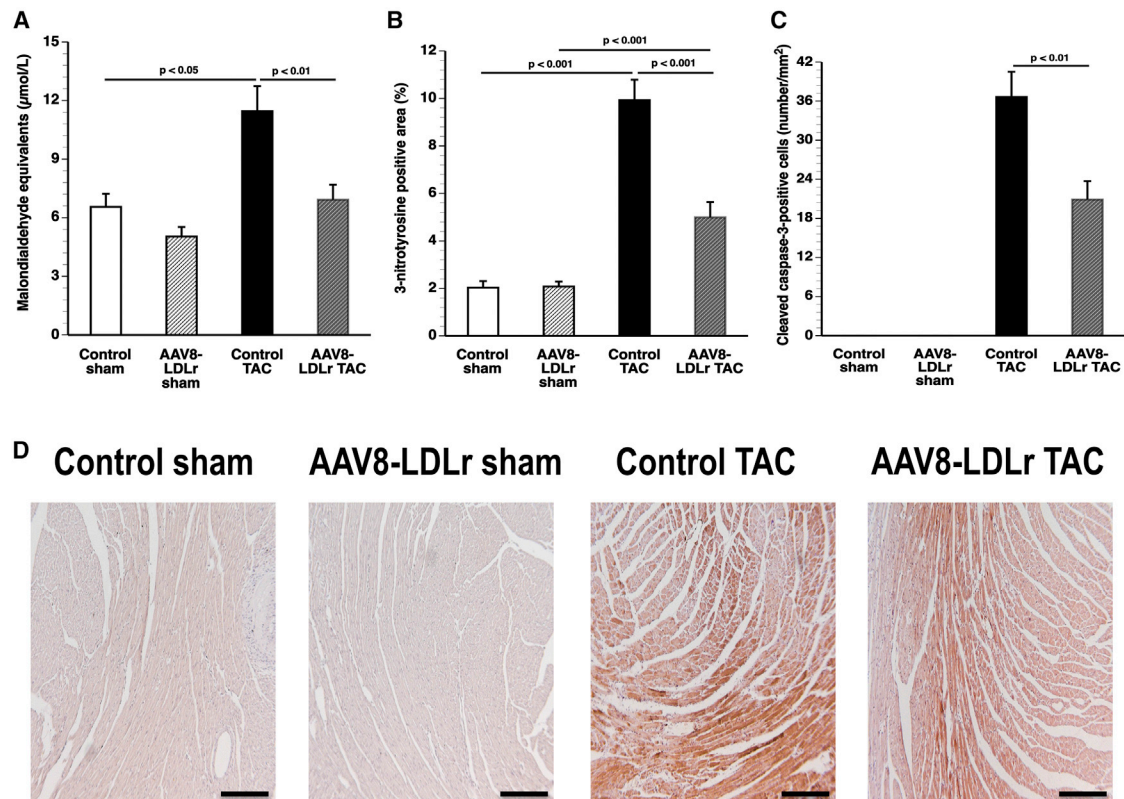 A
Malondialdehyde equivalents (µmol/L)
15
12
9
6
3
0
p < 0.05
p < 0.01
Control
sham
AAV8-
LDLr
sham
Control
TAC
AAV8-
LDLr TAC
B
3-nitrotyrosine positive area (%)
12
10
8
6
4
2
0
p < 0.001
p < 0.001
p < 0.001
Control
sham
AAV8-
LDLr
sham
Control
TAC
AAV8-
LDLr TAC
C
Cleaved caspase-3-positive cells (number/mm²)
42
36
30
24
18
12
6
0
p < 0.01
Control
sham
AAV8-
LDLr
sham
Control
TAC
AAV8-
LDLr TAC
D
Control sham
AAV8-LDLr sham
Control TAC
AAV8-LDLr TAC